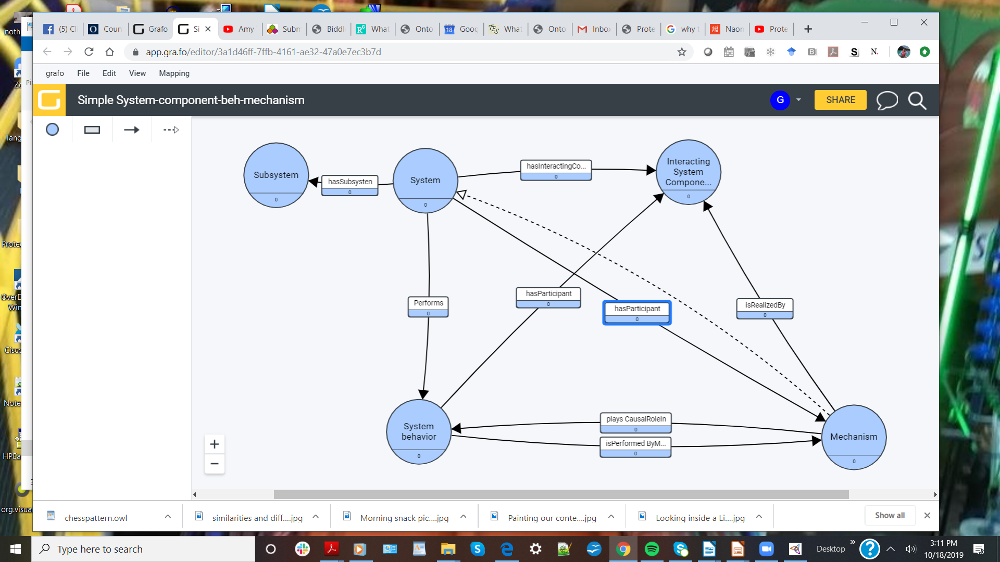 nothi
(5) Cl
Coun
Grafo
Si
Amy
Subm
Biddl
What
Onto
18
Goog
What
Onto
Inbox
Prote
why t
Naon
Prote
app.gra.fo/editor/3a1d46ff-7ffb-4161-ae32-47a0e7ec3b7d
grafo
File
Edit
View
Mapping
Simple System-component-beh-mechanism
G
SHARE
Subsystem
0
hasSubsysten
0
System
0
hasInteractingCo...
0
Interacting
System
Compone...
0
Performs
0
hasParticipant
0
hasParticipant
0
isRealizedBy
0
System
behavior
0
plays CausalRoleIn
0
isPerformed ByM...
0
Mechanism
0
lang
Proteg
OverD
Win
Cisco
Note
HPEa
org.visua
chesspattern.owl
similarities and diff....jpg
Morning snack pic....jpg
Painting our conte....jpg
Looking inside a Li....jpg
Show all
Type here to search
Desktop
3:11 PM
10/18/2019